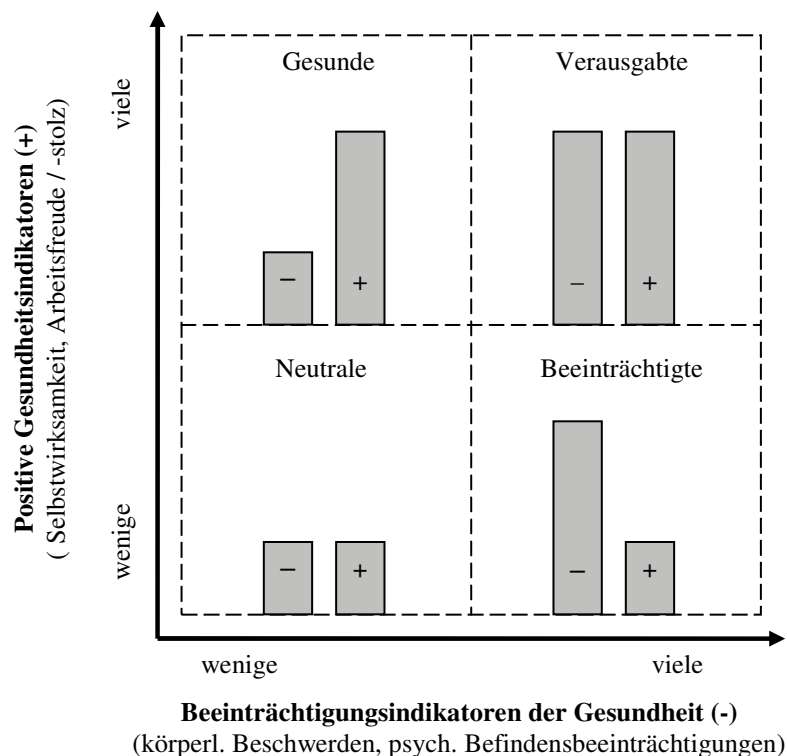 Positive Gesundheitsindikatoren (+)
( Selbstwirksamkeit, Arbeitsfreude / -stolz)
viele
wenige
Gesunde
− +
Verausgabte
− +
Neutrale
− +
Beeinträchtigte
− +
wenige
viele
Beeinträchtigungsindikatoren der Gesundheit (-)
(körperl. Beschwerden, psych. Befindensbeeinträchtigungen)